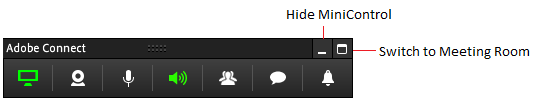 Hide MiniControl
Adobe Connect
Switch to Meeting Room